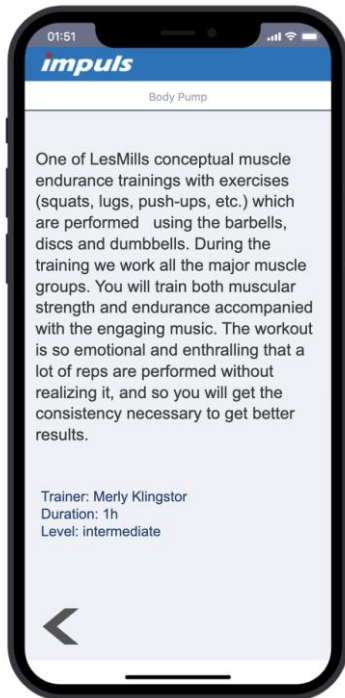 01:51
impuls
Body Pump
One of LesMills conceptual muscle
endurance trainings with exercises
(squats, lugs, push-ups, etc.) which
are performed   using the barbells,
discs and dumbbells. During the
training we work all the major muscle
groups. You will train both muscular
strength and endurance accompanied
with the engaging music. The workout
is so emotional and enthralling that a
lot of reps are performed without
realizing it, and so you will get the
consistency necessary to get better
results.
Trainer: Merly Klingstor
Duration: 1h
Level: intermediate